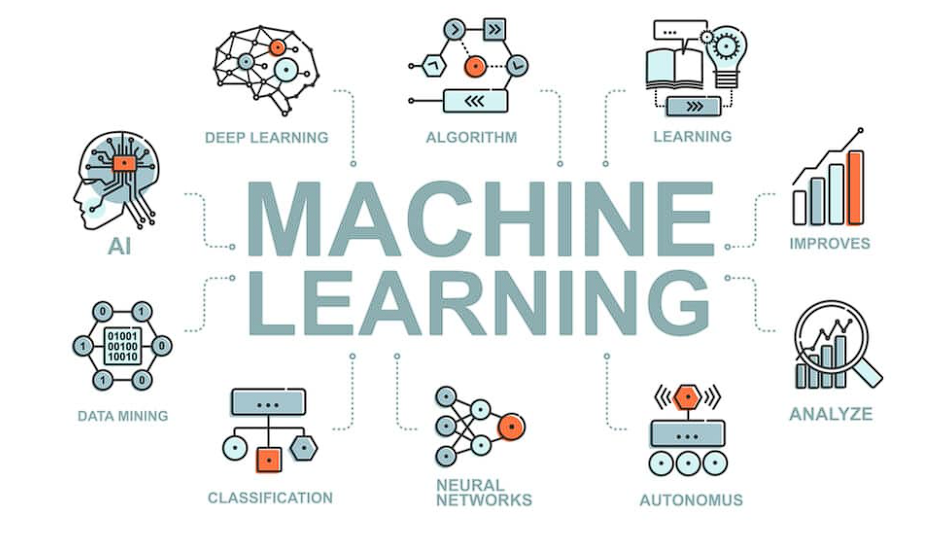 DEEP LEARNING
ALGORITHM
LEARNING
AI
MACHINE
LEARNING
IMPROVES
0 1
1 01001 0
00100
10010
1 0
DATA MINING
ANALYZE
CLASSIFICATION
NEURAL
NETWORKS
AUTONOMUS